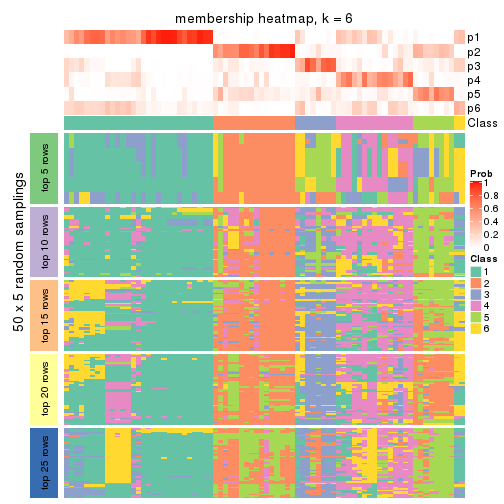 membership heatmap, k = 6
p1
p2
p3
p4
p5
p6
Class
50 x 5 random samplings
top 5 rows
top 10 rows
top 15 rows
top 20 rows
top 25 rows
Prob
1
0.8
0.6
0.4
0.2
0
Class
1
2
3
4
5
6